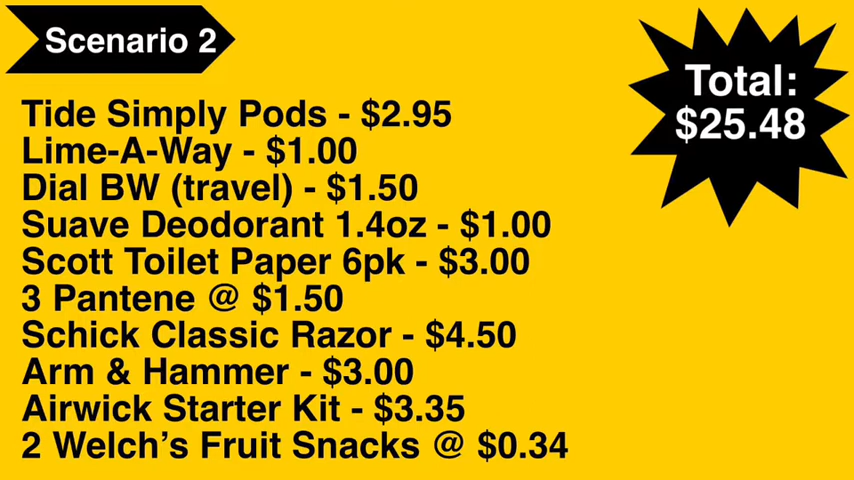 Scenario 2
Total:
$25.48
Tide Simply Pods - $2.95
Lime-A-Way - $1.00
Dial BW (travel) - $1.50
Suave Deodorant 1.4oz - $1.00
Scott Toilet Paper 6pk - $3.00
3 Pantene @ $1.50
Schick Classic Razor - $4.50
Arm & Hammer - $3.00
Airwick Starter Kit - $3.35
2 Welch’s Fruit Snacks @ $0.34